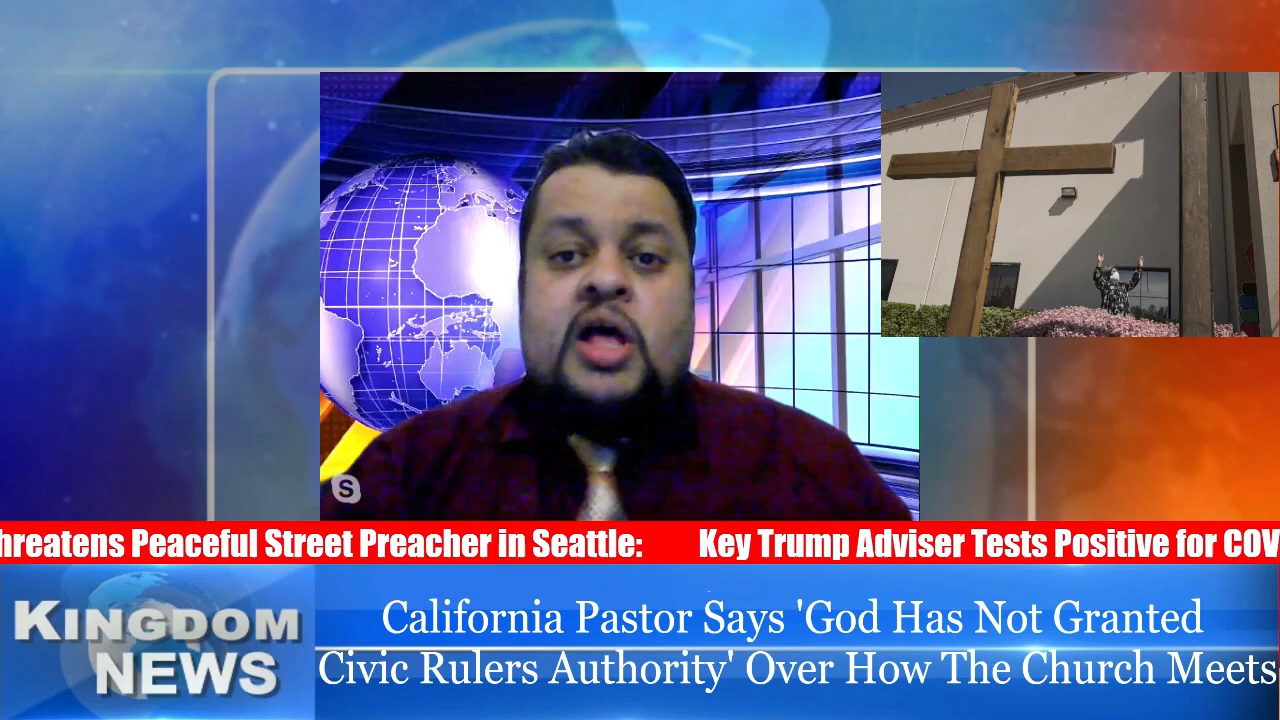 S
hreatens Peaceful Street Preacher in Seattle: Key Trump Adviser Tests Positive for COV
KINGDOM
NEWS
California Pastor Says 'God Has Not Granted
Civic Rulers Authority' Over How The Church Meets